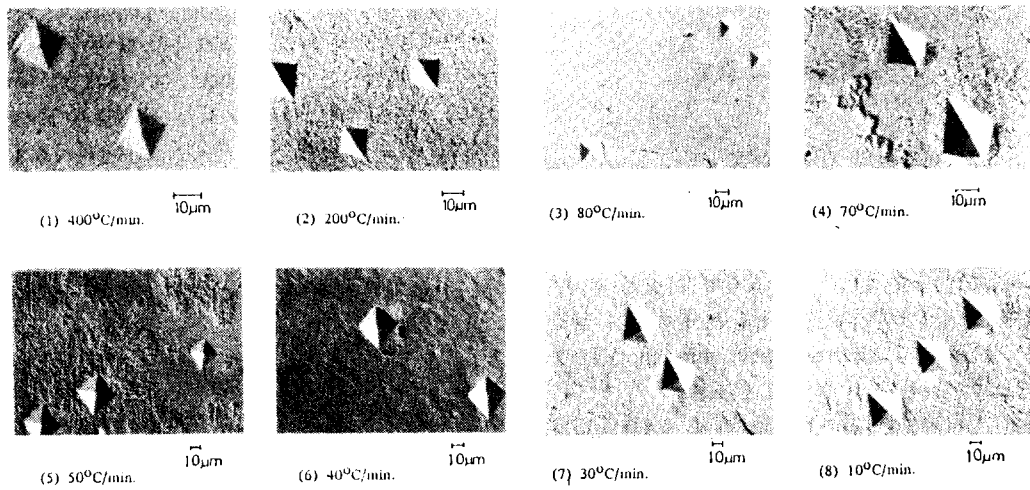 10μm 10μm 10μm 10μm
(1) 400°C/min. (2) 200°C/min. (3) 80°C/min. (4) 70°C/min.
10μm 10μm 10μm 10μm
(5) 50°C/min. (6) 40°C/min. (7) 30°C/min. (8) 10°C/min.